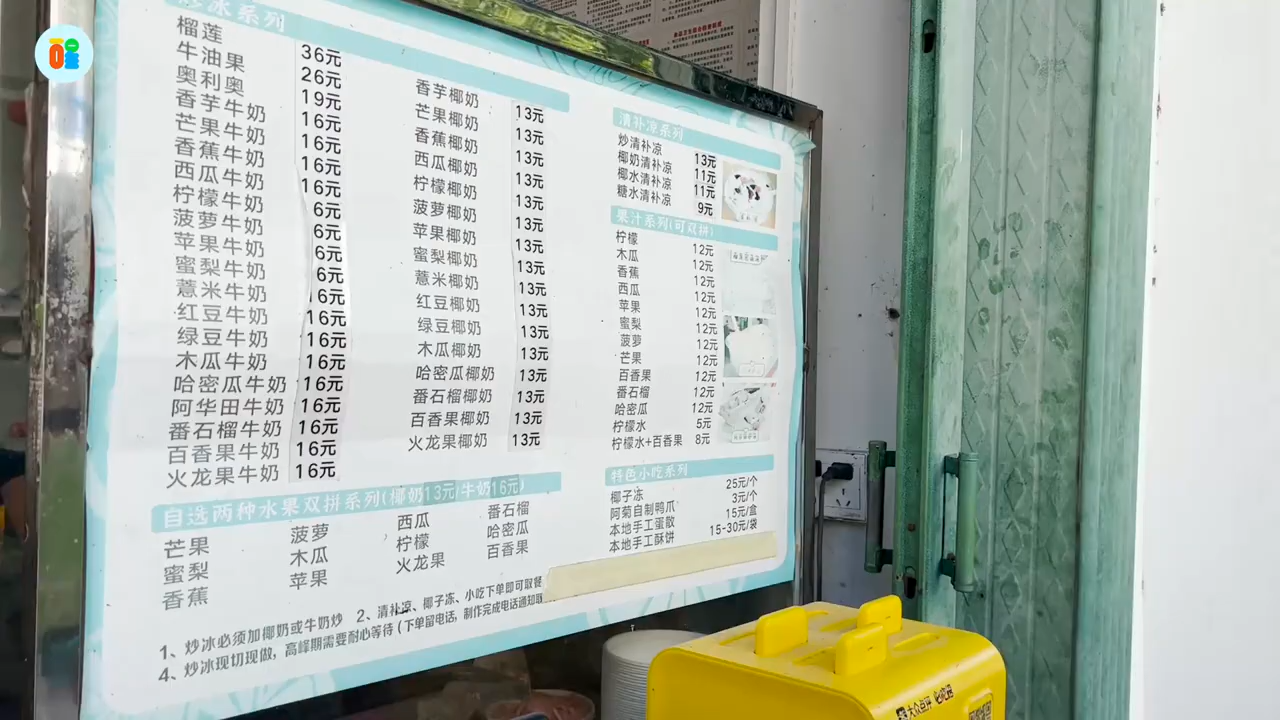 炒冰系列
榴莲 36元
牛油果 26元
奥利奥 19元
香芋牛奶 16元
芒果牛奶 16元
香蕉牛奶 16元
西瓜牛奶 16元
柠檬牛奶 6元
菠萝牛奶 6元
苹果牛奶 6元
蜜梨牛奶 6元
薏米牛奶 16元
红豆牛奶 16元
绿豆牛奶 16元
木瓜牛奶 16元
哈密瓜牛奶 16元
阿华田牛奶 16元
番石榴牛奶 16元
百香果牛奶 16元
火龙果牛奶 16元
香芋椰奶 13元
芒果椰奶 13元
香蕉椰奶 13元
西瓜椰奶 13元
柠檬椰奶 13元
菠萝椰奶 13元
苹果椰奶 13元
蜜梨椰奶 13元
薏米椰奶 13元
红豆椰奶 13元
绿豆椰奶 13元
木瓜椰奶 13元
哈密瓜椰奶 13元
番石榴椰奶 13元
百香果椰奶 13元
火龙果椰奶 13元
自选两种水果双拼系列(椰奶13元/牛奶16元)
芒果 菠萝 西瓜 番石榴
蜜梨 木瓜 柠檬 哈密瓜
香蕉 苹果 火龙果 百香果
清补凉系列
炒清补凉 13元
椰奶清补凉 11元
椰水清补凉 11元
糖水清补凉 9元
果汁系列(可双拼)
柠檬 12元
木瓜 12元
香蕉 12元
西瓜 12元
苹果 12元
蜜梨 12元
菠萝 12元
芒果 12元
百香果 12元
番石榴 12元
哈密瓜 12元
柠檬水 5元
柠檬水+百香果 8元
特色小吃系列
椰子冻 25元/个
阿菊自制鸭爪 3元/个
本地手工蛋散 15元/盒
本地手工酥饼 15-30元/袋
1、炒冰必须加椰奶或牛奶炒 2、清补凉、椰子冻、小吃下单即可取餐
4、炒冰现切现做,高峰期需要耐心等待(下单留电话,制作完成电话通知取
大众点评